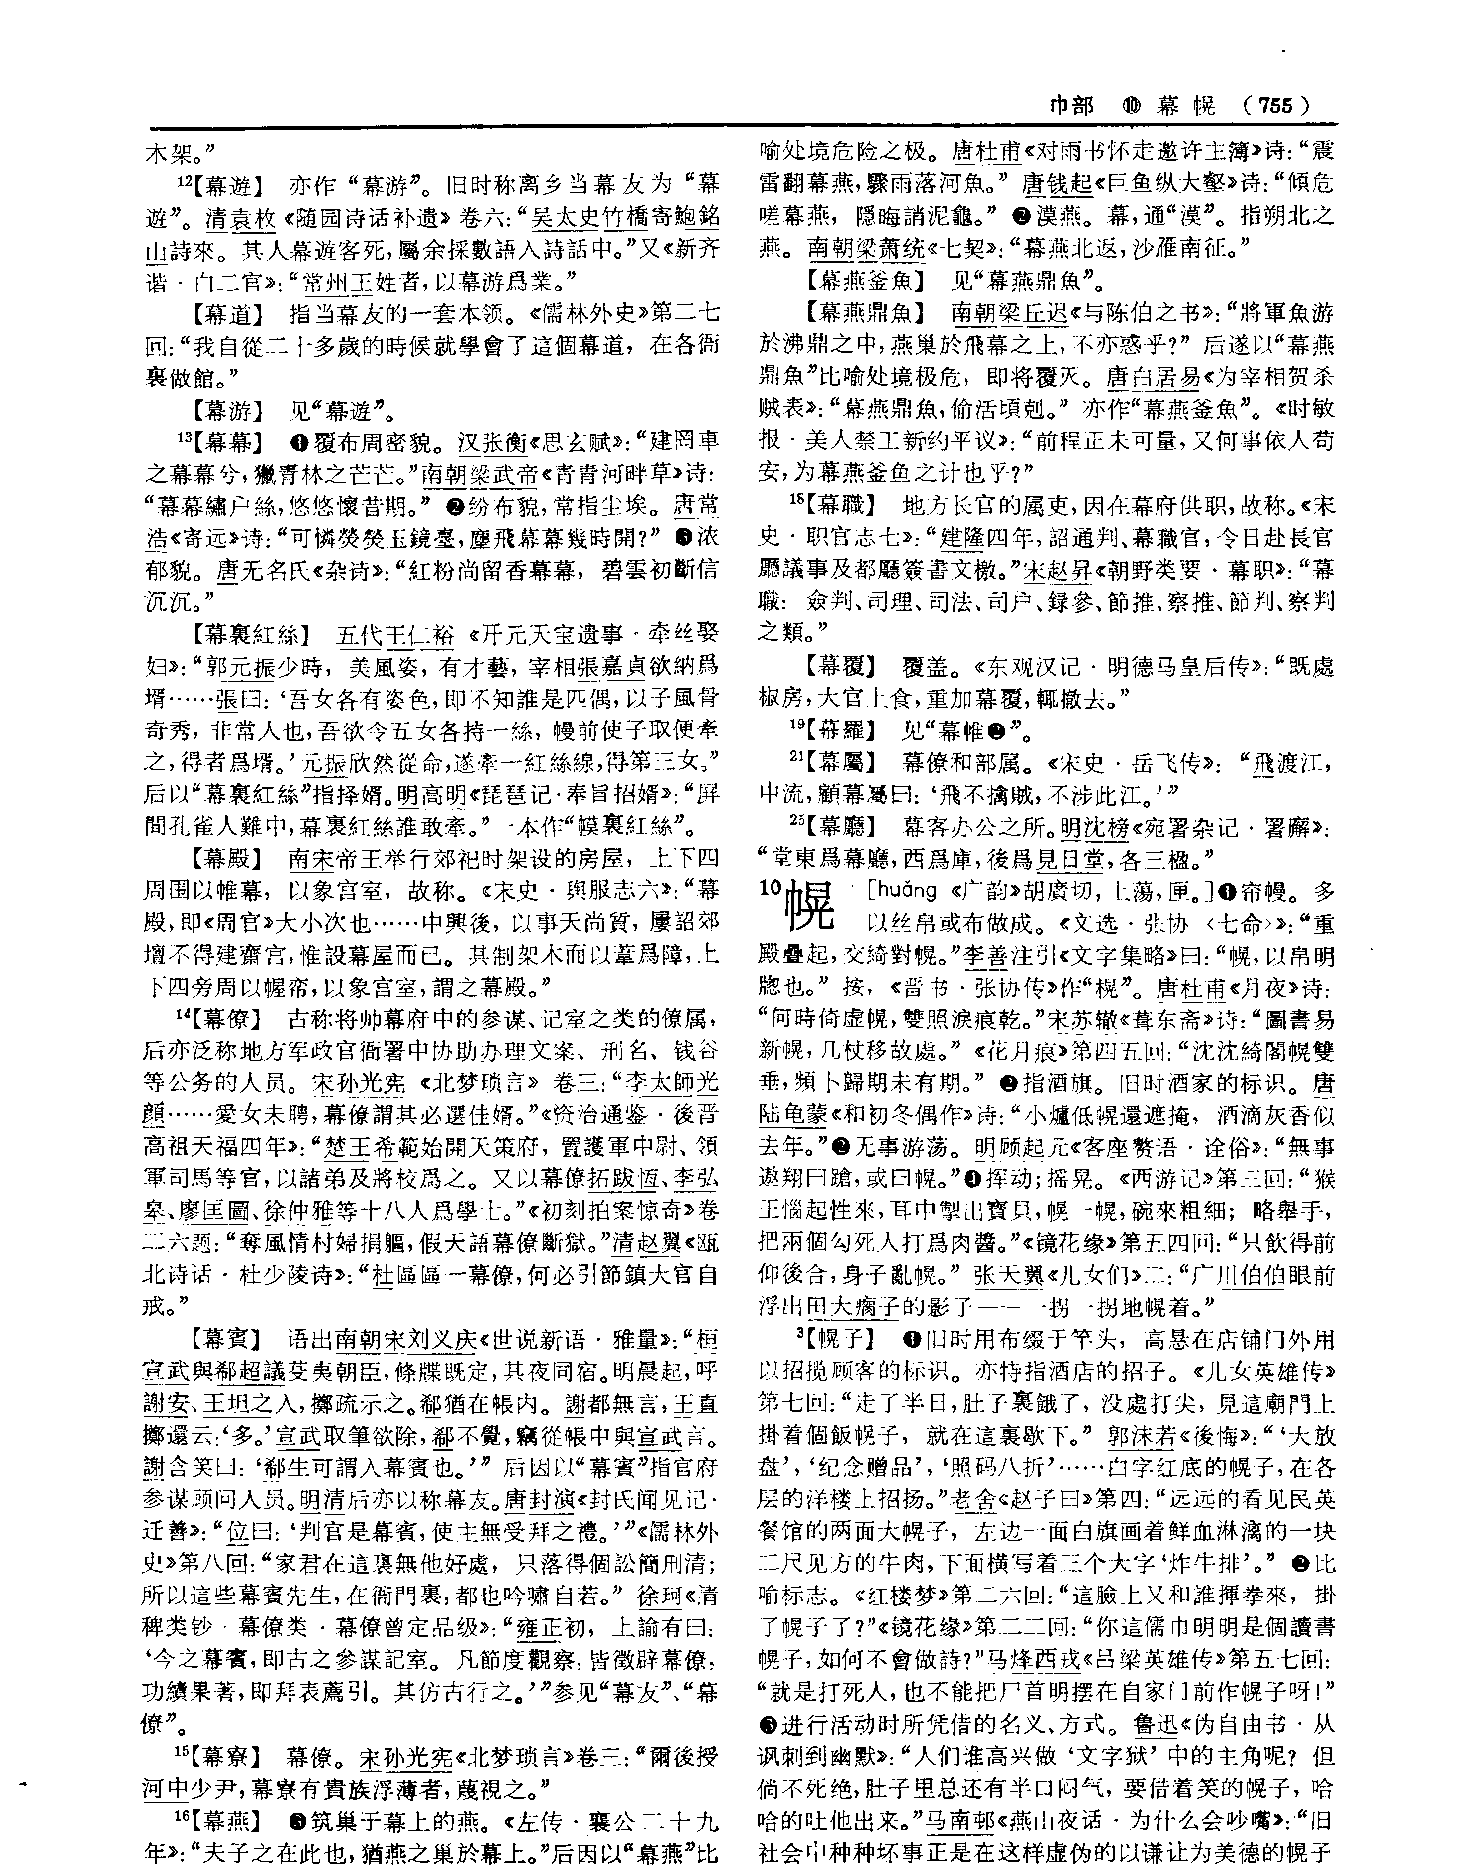 巾部 ⑩ 幕 幌 （755）
木架。”
12【幕遊】 亦作“幕游”。旧时称离乡当幕友为“幕
遊”。清袁枚《随园诗话补遗》卷六：“吴太史竹橋寄鮑銘
山詩來。其人幕遊客死，屬余採數語入詩話中。”又《新齐
谐·白二官》：“常州王姓者，以幕游爲業。”
【幕道】 指当幕友的一套本领。《儒林外史》第二七
回：“我自從二十多歲的時候就學會了這個幕道，在各衙
裏做館。”
【幕游】 见“幕遊”。
13【幕幕】 ❶覆布周密貌。汉张衡《思玄赋》：“建罔車
之幕幕兮，獵青林之芒芒。”南朝梁武帝《青青河畔草》诗：
“幕幕繡户絲，悠悠懷昔期。”❷纷布貌，常指尘埃。唐常
浩《寄远》诗：“可憐熒熒玉鏡臺，塵飛幕幕幾時開？”❸浓
郁貌。唐无名氏《杂诗》：“紅粉尚留香幕幕，碧雲初斷信
沉沉。”
【幕裏紅絲】 五代王仁裕《开元天宝遗事·牵丝娶
妇》：“郭元振少時，美風姿，有才藝，宰相張嘉貞欲納爲
壻……張曰：‘吾女各有姿色，即不知誰是匹偶，以子風骨
奇秀，非常人也，吾欲令五女各持一絲，幔前使子取便牽
之，得者爲壻。’元振欣然從命，遂牽一紅絲線，得第三女。”
后以“幕裏紅絲”指择婿。明高明《琵琶记·奉旨招婿》：“屏
間孔雀人難中，幕裏紅絲誰敢牽。”一本作“幙裏紅絲”。
【幕殿】 南宋帝王举行郊祀时架设的房屋，上下四
周围以帷幕，以象宫室，故称。《宋史·舆服志六》：“幕
殿，即《周官》大小次也……中興後，以事天尚質，屢詔郊
壇不得建齋宫，惟設幕屋而已。其制架木而以葦爲障，上
下四旁周以幄帟，以象宫室，謂之幕殿。”
14【幕僚】 古称将帅幕府中的参谋、记室之类的僚属，
后亦泛称地方军政官衙署中协助办理文案、刑名、钱谷
等公务的人员。宋孙光宪《北梦琐言》卷三：“李太師光
顔……愛女未聘，幕僚謂其必選佳婿。”《资治通鉴·後晋
高祖天福四年》：“楚王希範始開天策府，置護軍中尉、領
軍司馬等官，以諸弟及將校爲之。又以幕僚拓跋恆、李弘
皋、廖匡圖、徐仲雅等十八人爲學士。”《初刻拍案惊奇》卷
二六题：“奪風情村婦捐軀，假天語幕僚斷獄。”清赵翼《瓯
北诗话·杜少陵诗》：“杜區區一幕僚，何必引節鎮大官自
戒。”
【幕賓】 语出南朝宋刘义庆《世说新语·雅量》：“桓
宣武與郗超議芟夷朝臣，條牒既定，其夜同宿。明晨起，呼
謝安、王坦之入，擲疏示之。郗猶在帳内。謝都無言，王直
擲還云：‘多。’宣武取筆欲除，郗不覺，竊從帳中與宣武言。
謝含笑曰：‘郗生可謂入幕賓也。’”后因以“幕賓”指官府
参谋顾问人员。明清后亦以称幕友。唐封演《封氏闻见记·
迁善》：“位曰：‘判官是幕賓，使主無受拜之禮。’”《儒林外
史》第八回：“家君在這裏無他好處，只落得個訟簡刑清；
所以這些幕賓先生，在衙門裏，都也吟嘯自若。”徐珂《清
稗类钞·幕僚类·幕僚曾定品级》：“雍正初，上諭有曰：
‘今之幕賓，即古之參謀記室。凡節度觀察，皆徵辟幕僚，
功績果著，即拜表薦引。其仿古行之。’”参见“幕友”、“幕
僚”。
15【幕寮】 幕僚。宋孙光宪《北梦琐言》卷三：“爾後授
河中少尹，幕寮有貴族浮薄者，蔑視之。”
16【幕燕】 ❶筑巢于幕上的燕。《左传·襄公二十九
年》：“夫子之在此也，猶燕之巢於幕上。”后因以“幕燕”比
喻处境危险之极。唐杜甫《对雨书怀走邀许主簿》诗：“震
雷翻幕燕，驟雨落河魚。”唐钱起《巨鱼纵大壑》诗：“傾危
嗟幕燕，隱晦誚泥龜。”❷漠燕。幕，通“漠”。指朔北之
燕。南朝梁萧统《七契》：“幕燕北返，沙雁南征。”
【幕燕釜魚】 见“幕燕鼎魚”。
【幕燕鼎魚】 南朝梁丘迟《与陈伯之书》：“將軍魚游
於沸鼎之中，燕巢於飛幕之上，不亦惑乎？”后遂以“幕燕
鼎魚”比喻处境极危，即将覆灭。唐白居易《为宰相贺杀
贼表》：“幕燕鼎魚，偷活頃剋。”亦作“幕燕釜魚”。《时敏
报·美人禁工新约平议》：“前程正未可量，又何事依人苟
安，为幕燕釜鱼之计也乎？”
18【幕職】 地方长官的属吏，因在幕府供职，故称。《宋
史·职官志七》：“建隆四年，詔通判、幕職官，令日赴長官
廳議事及都廳簽書文檄。”宋赵昇《朝野类要·幕职》：“幕
職：僉判、司理、司法、司户、録參、節推、察推、節判、察判
之類。”
【幕覆】 覆盖。《东观汉记·明德马皇后传》：“既處
椒房，大官上食，重加幕覆，輒撤去。”
19【幕羅】 见“幕帷❷”。
21【幕屬】 幕僚和部属。《宋史·岳飞传》：“飛渡江，
中流，顧幕屬曰：‘飛不擒賊，不涉此江。’”
25【幕廳】 幕客办公之所。明沈榜《宛署杂记·署廨》：
“堂東爲幕廳，西爲庫，後爲見日堂，各三楹。”
10幌 [huǎng《广韵》胡廣切，上蕩，匣。]❶帘幔。多
以丝帛或布做成。《文选·张协〈七命〉》：“重
殿疊起，交綺對幌。”李善注引《文字集略》曰：“幌，以帛明
牕也。”按，《晋书·张协传》作“榥”。唐杜甫《月夜》诗：
“何時倚虚幌，雙照淚痕乾。”宋苏辙《葺东斋》诗：“圖書易
新幌，几杖移故處。”《花月痕》第四五回：“沈沈綺閣幌雙
垂，頻卜歸期未有期。”❷指酒旗。旧时酒家的标识。唐
陆龟蒙《和初冬偶作》诗：“小爐低幌還遮掩，酒滴灰香似
去年。”❸无事游荡。明顾起元《客座赘语·诠俗》：“無事
遨翔曰蹌，或曰幌。”❹挥动；摇晃。《西游记》第三回：“猴
王惱起性來，耳中掣出寶貝，幌一幌，碗來粗細；略舉手，
把兩個勾死人打爲肉醬。”《镜花缘》第五四回：“只飲得前
仰後合，身子亂幌。”张天翼《儿女们》二：“广川伯伯眼前
浮出田大瘸子的影了——一拐一拐地幌着。”
3【幌子】 ❶旧时用布缀于竿头，高悬在店铺门外用
以招揽顾客的标识。亦特指酒店的招子。《儿女英雄传》
第七回：“走了半日，肚子裏餓了，没處打尖，見這廟門上
掛着個飯幌子，就在這裏歇下。”郭沫若《後悔》：“‘大放
盘’，‘纪念赠品’，‘照码八折’……白字红底的幌子，在各
层的洋楼上招扬。”老舍《赵子曰》第四：“远远的看见民英
餐馆的两面大幌子，左边一面白旗画着鲜血淋漓的一块
二尺见方的牛肉，下面横写着三个大字‘炸牛排’。”❷比
喻标志。《红楼梦》第二六回：“這臉上又和誰揮拳來，掛
了幌子了？”《镜花缘》第二二回：“你這儒巾明明是個讀書
幌子，如何不會做詩？”马烽西戎《吕梁英雄传》第五七回：
“就是打死人，也不能把尸首明摆在自家门前作幌子呀！”
❸进行活动时所凭借的名义、方式。鲁迅《伪自由书·从
讽刺到幽默》：“人们谁高兴做‘文字狱’中的主角呢？但
倘不死绝，肚子里总还有半口闷气，要借着笑的幌子，哈
哈的吐他出来。”马南邨《燕山夜话·为什么会吵嘴》：“旧
社会中种种坏事正是在这样虚伪的以谦让为美德的幌子